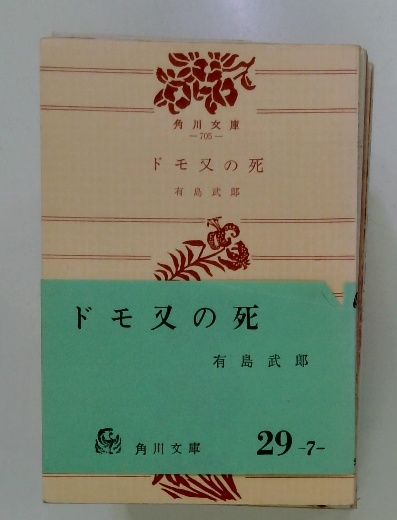 角川文庫
—705—
ドモ又の死
有島武郎
ドモ又の死
有島武郎
角川文庫
29-7-